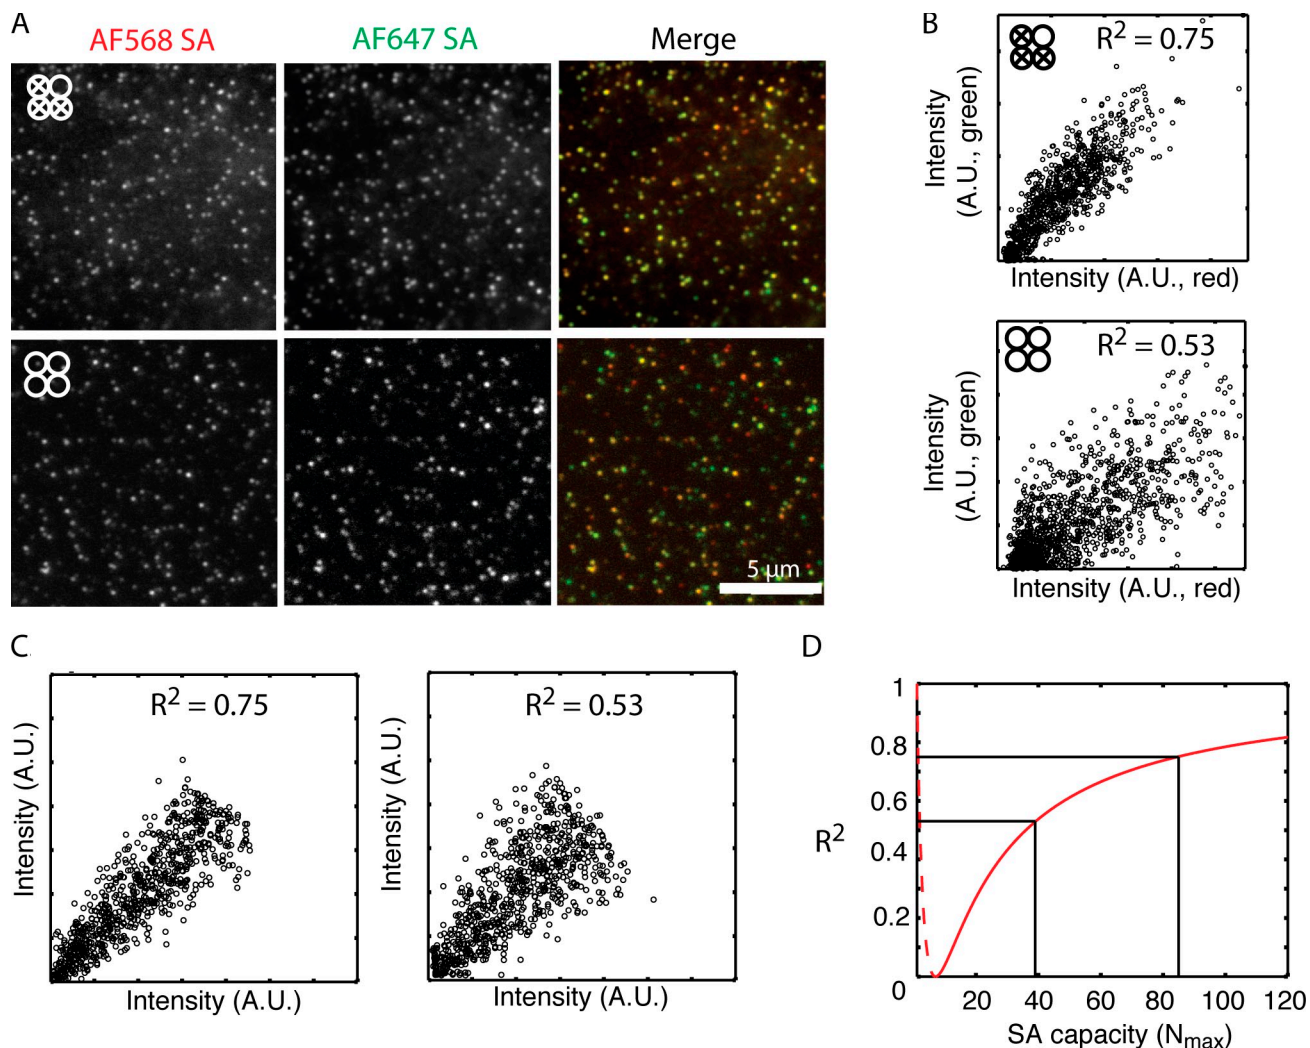 A
AF568 SA
AF647 SA
Merge
5 µm
B
R² = 0.75
Intensity
(A.U., green)
Intensity (A.U., red)
R² = 0.53
Intensity
(A.U., green)
Intensity (A.U., red)
C
R² = 0.75
Intensity (A.U.)
Intensity (A.U.)
R² = 0.53
Intensity (A.U.)
Intensity (A.U.)
D
1
0.8
0.6
0.4
0.2
0
R²
20
40
60
80
100
120
SA capacity (Nmax)